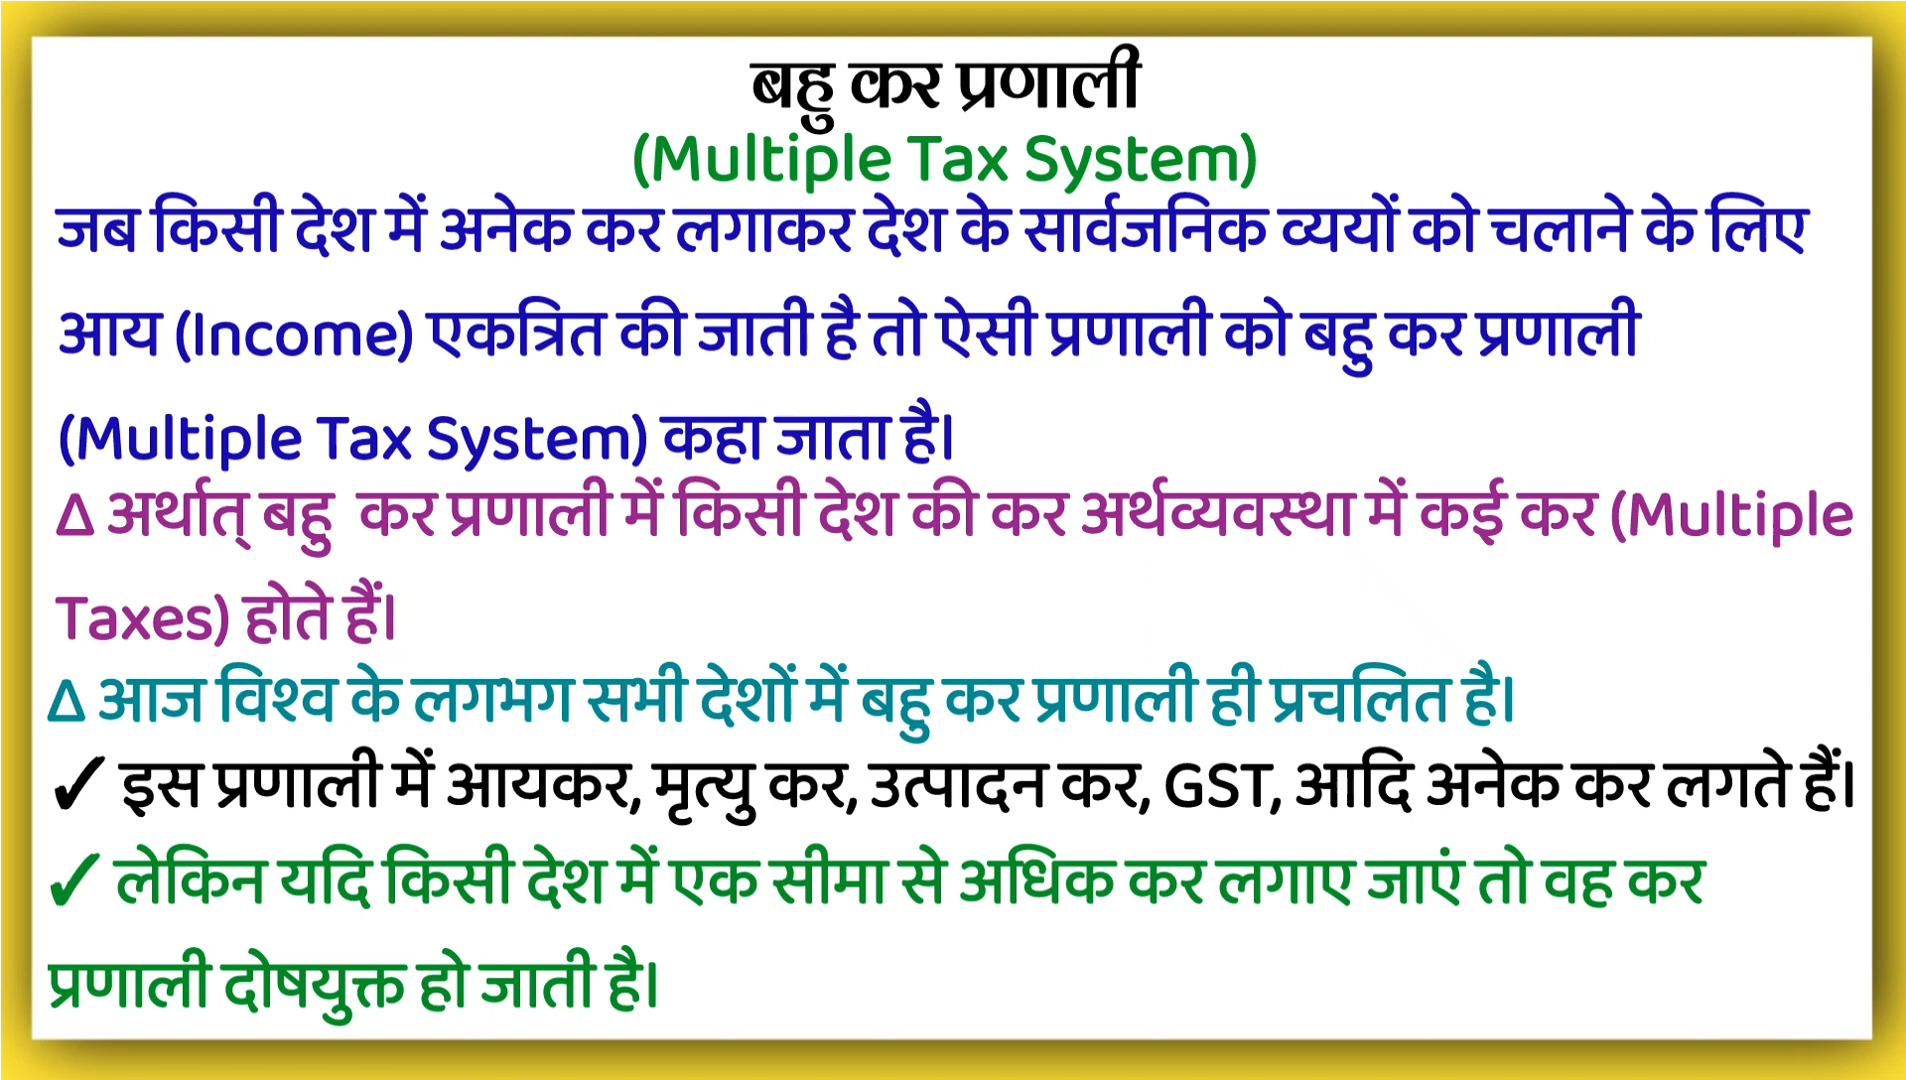 बहु कर प्रणाली
(Multiple Tax System)
जब किसी देश में अनेक कर लगाकर देश के सार्वजनिक व्ययों को चलाने के लिए
आय (Income) एकत्रित की जाती है तो ऐसी प्रणाली को बहु कर प्रणाली
(Multiple Tax System) कहा जाता है।
∆ अर्थात् बहु  कर प्रणाली में किसी देश की कर अर्थव्यवस्था में कई कर (Multiple
Taxes) होते हैं।
∆ आज विश्व के लगभग सभी देशों में बहु कर प्रणाली ही प्रचलित है।
✓ इस प्रणाली में आयकर, मृत्यु कर, उत्पादन कर, GST, आदि अनेक कर लगते हैं।
✓ लेकिन यदि किसी देश में एक सीमा से अधिक कर लगाए जाएं तो वह कर
प्रणाली दोषयुक्त हो जाती है।